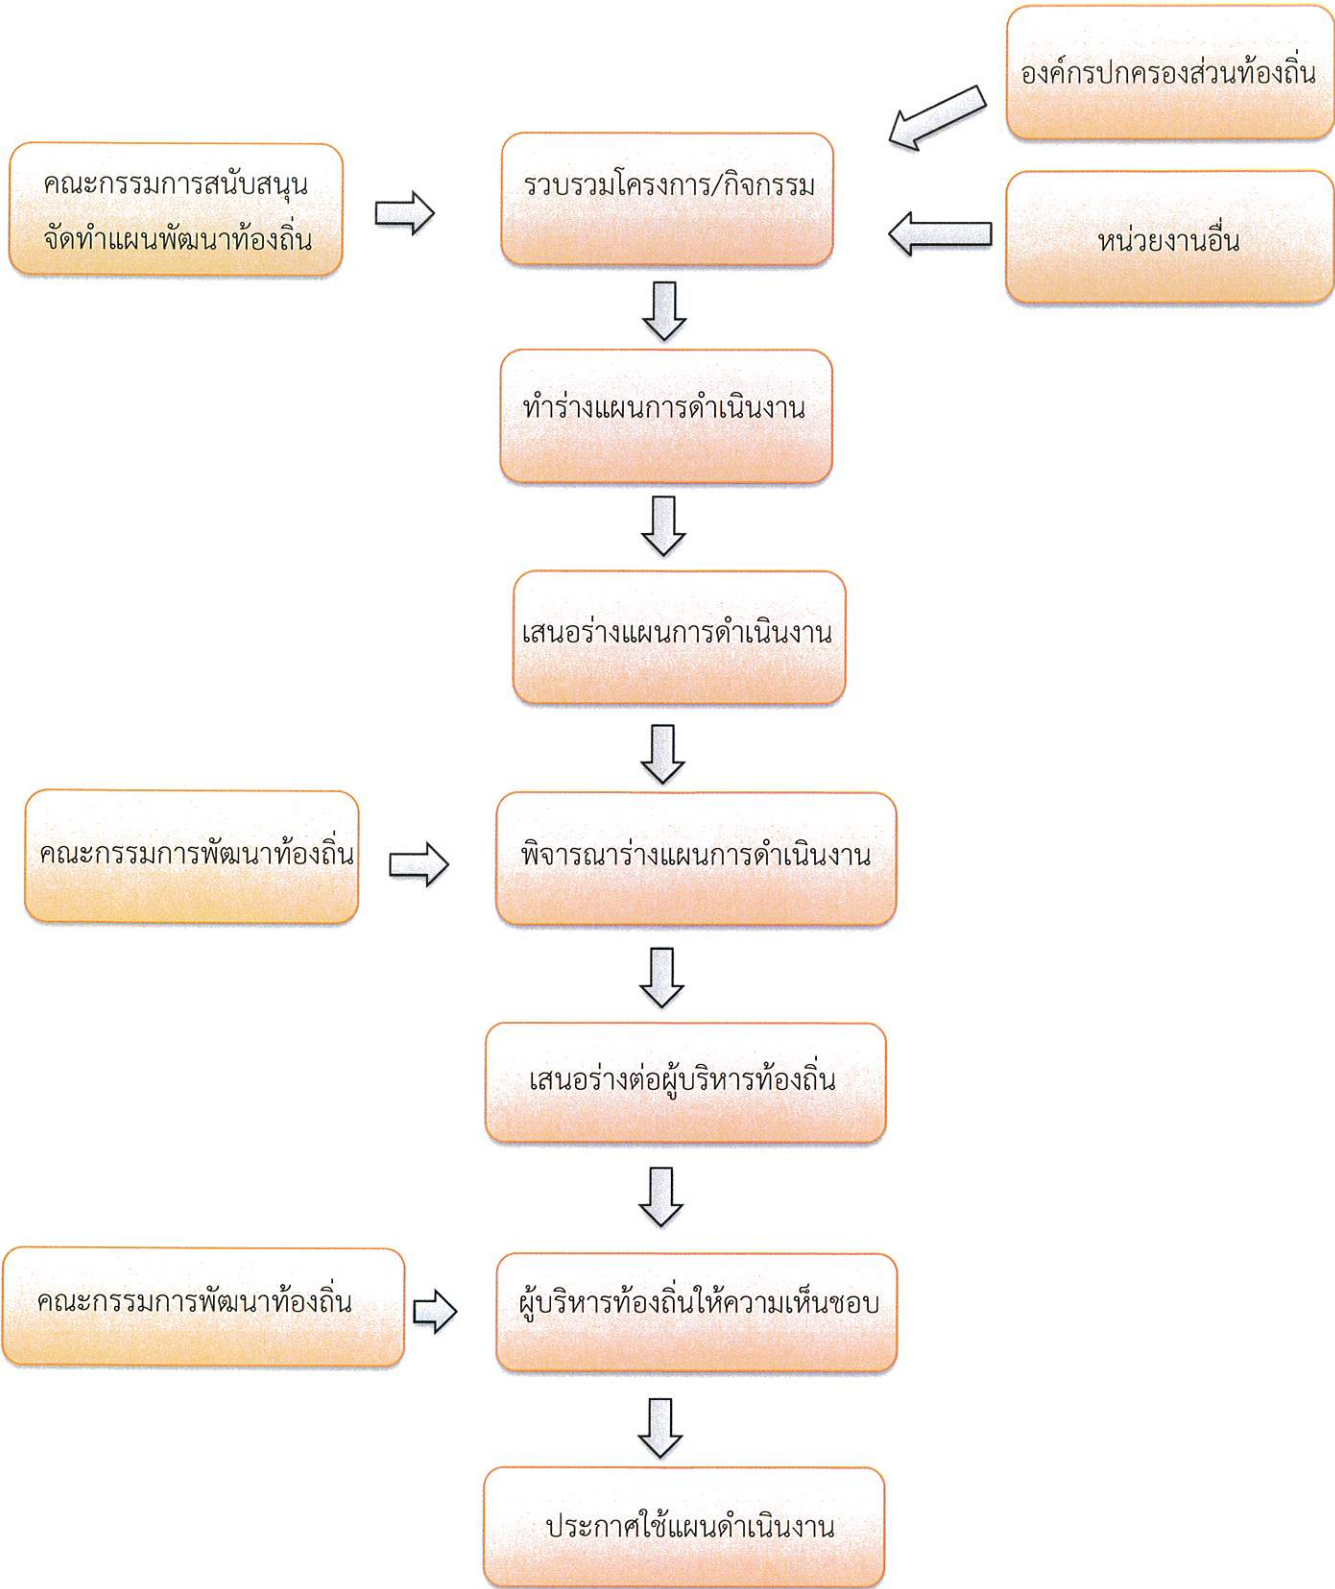 องค์กรปกครองส่วนท้องถิ่น
คณะกรรมการสนับสนุน
จัดทำแผนพัฒนาท้องถิ่น
รวบรวมโครงการ/กิจกรรม
หน่วยงานอื่น
ทำร่างแผนการดำเนินงาน
เสนอร่างแผนการดำเนินงาน
คณะกรรมการพัฒนาท้องถิ่น
พิจารณาร่างแผนการดำเนินงาน
เสนอร่างต่อผู้บริหารท้องถิ่น
คณะกรรมการพัฒนาท้องถิ่น
ผู้บริหารท้องถิ่นให้ความเห็นชอบ
ประกาศใช้แผนดำเนินงาน